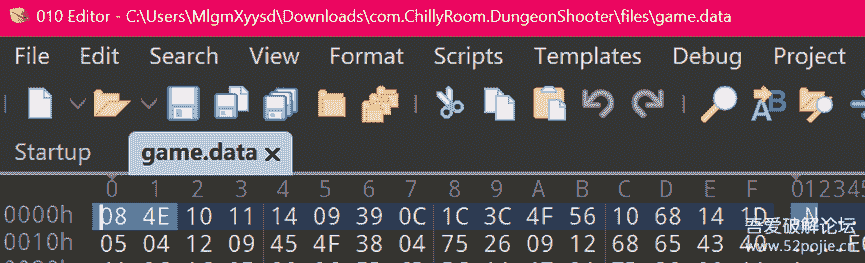 010 Editor - C:\Users\MlgmXyysd\Downloads\com.ChillyRoom.DungeonShooter\files\game.data
File Edit Search View Format Scripts Templates Debug Project
Startup game.data ×
0 1 2 3 4 5 6 7 8 9 A B C D E F 012345
0000h 08 4E 10 11 14 09 39 0C 1C 3C 4F 56 10 68 14 1D .N
0010h 05 04 12 09 45 4F 38 04 75 26 09 12 68 65 43 40
吾爱破解论坛
www.52pojie.cn